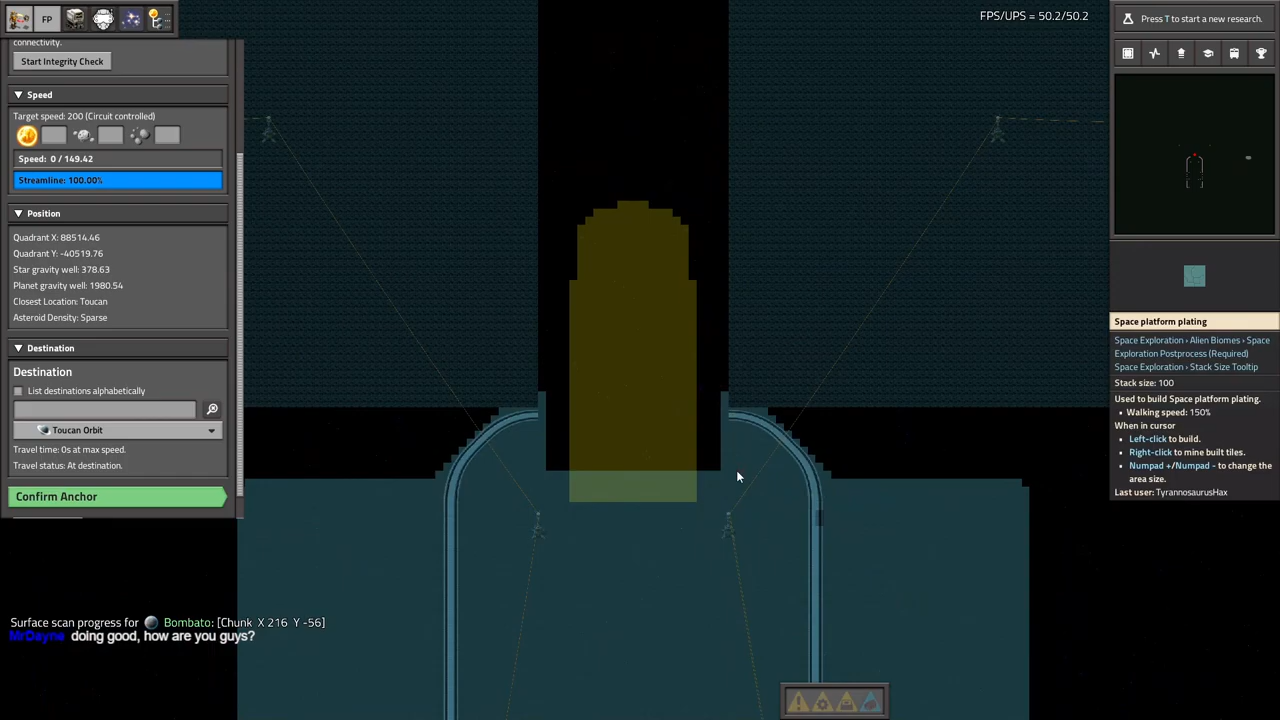 FP
FPS/UPS = 50.2/50.2
Press T to start a new research.
connectivity.
Start Integrity Check
Speed
Target speed: 200 (Circuit controlled)
Speed: 0 / 149.42
Streamline: 100.00%
Position
Quadrant X: 88514.46
Quadrant Y: -40519.76
Star gravity well: 378.63
Planet gravity well: 1980.54
Closest Location: Toucan
Asteroid Density: Sparse
Destination
Destination
List destinations alphabetically
Toucan Orbit
Travel time: 0s at max speed.
Travel status: At destination.
Confirm Anchor
Surface scan progress for Bombato: [Chunk X 216 Y -56]
MrDayne doing good, how are you guys?
Space platform plating
Space Exploration › Alien Biomes › Space
Exploration Postprocess (Required)
Space Exploration › Stack Size Tooltip
Stack size: 100
Used to build Space platform plating.
• Walking speed: 150%
When in cursor
• Left-click to build.
• Right-click to mine built tiles.
• Numpad +/Numpad - to change the
area size.
Last user: TyrannosaurusHax